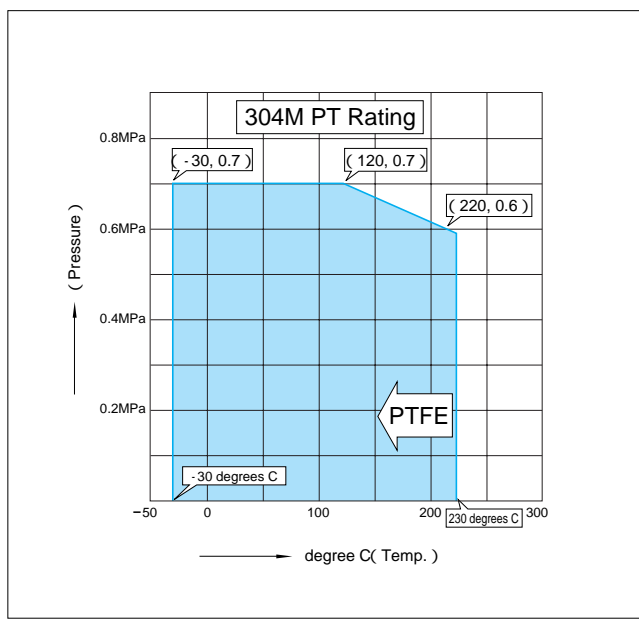 304M PT Rating
0.8MPa
( -30, 0.7 )
( 120, 0.7 )
( 220, 0.6 )
0.6MPa
( Pressure )
0.4MPa
PTFE
0.2MPa
-30 degrees C
230 degrees C
−50 0 100 200 300
degree C( Temp. )